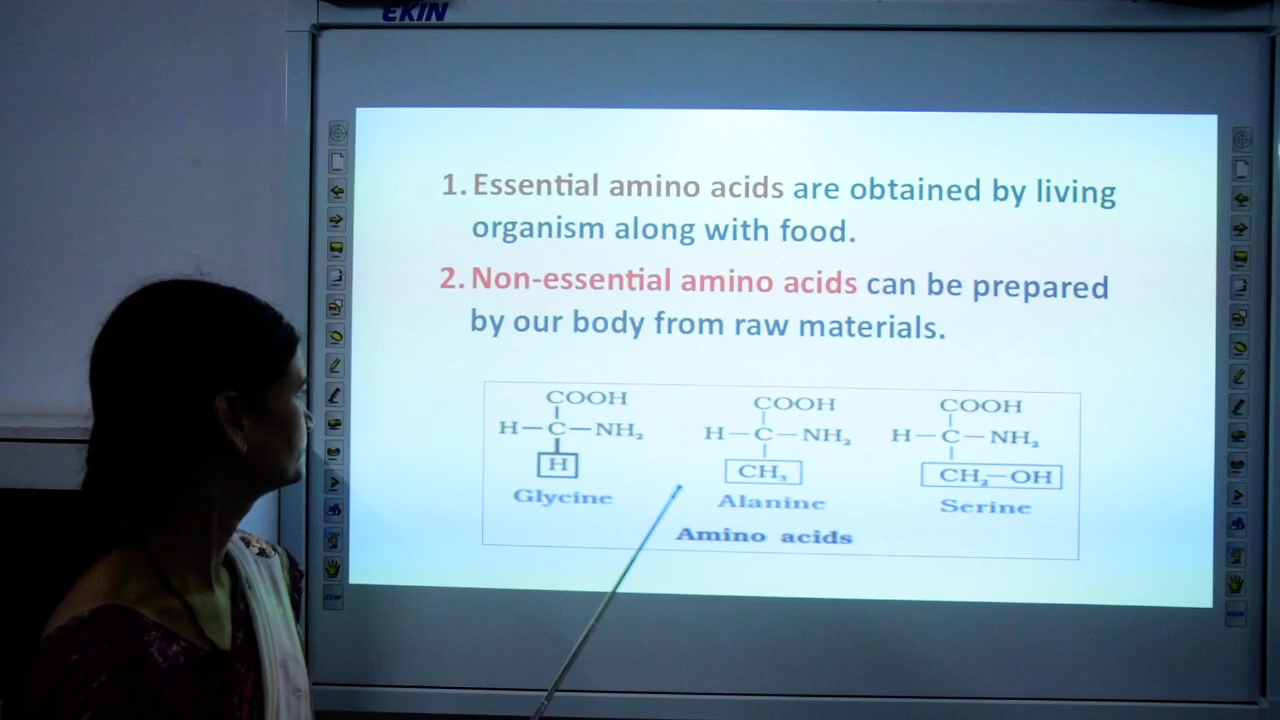 EKIN
1. Essential amino acids are obtained by living
organism along with food.
2. Non-essential amino acids can be prepared
by our body from raw materials.
COOH COOH COOH
H—C—NH₂ H—C—NH₂ H—C—NH₂
H CH₃ CH₂—OH
Glycine Alanine Serine
Amino acids